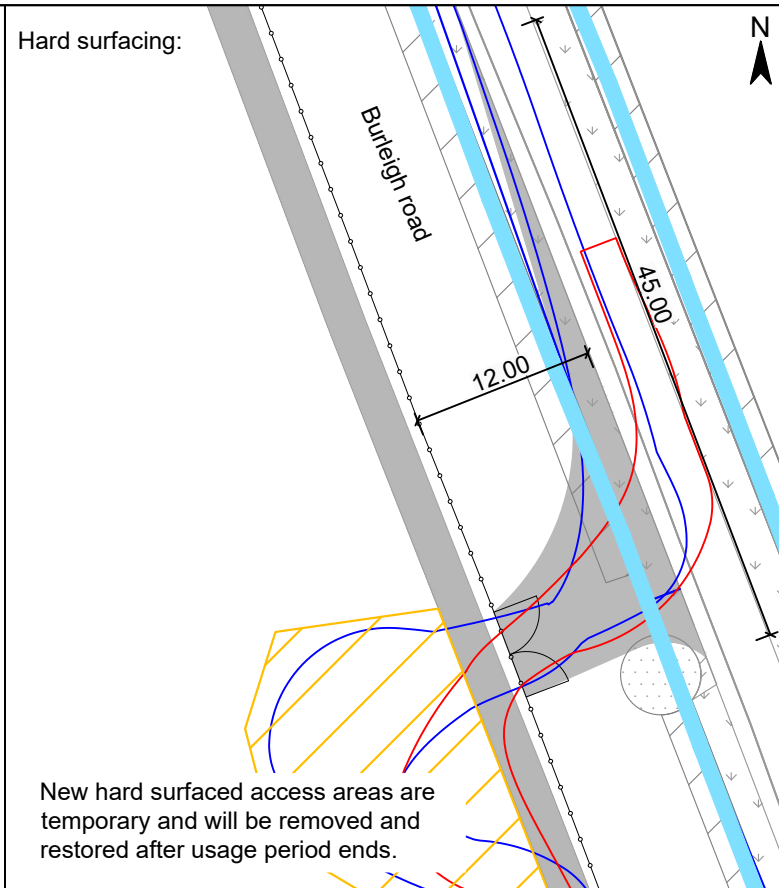 Hard surfacing:
N
Burleigh road
45.00
12.00
New hard surfaced access areas are
temporary and will be removed and
restored after usage period ends.